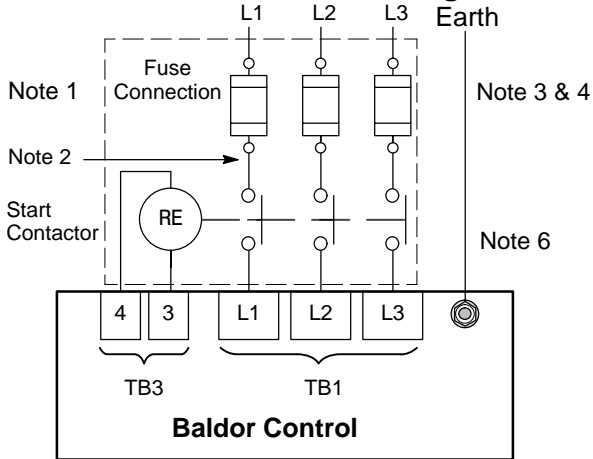 L1 L2 L3
Earth
Fuse
Connection
Note 1
Note 3 & 4
Note 2
Start
Contactor
RE
Note 6
4 3 L1 L2 L3
TB3 TB1
Baldor Control